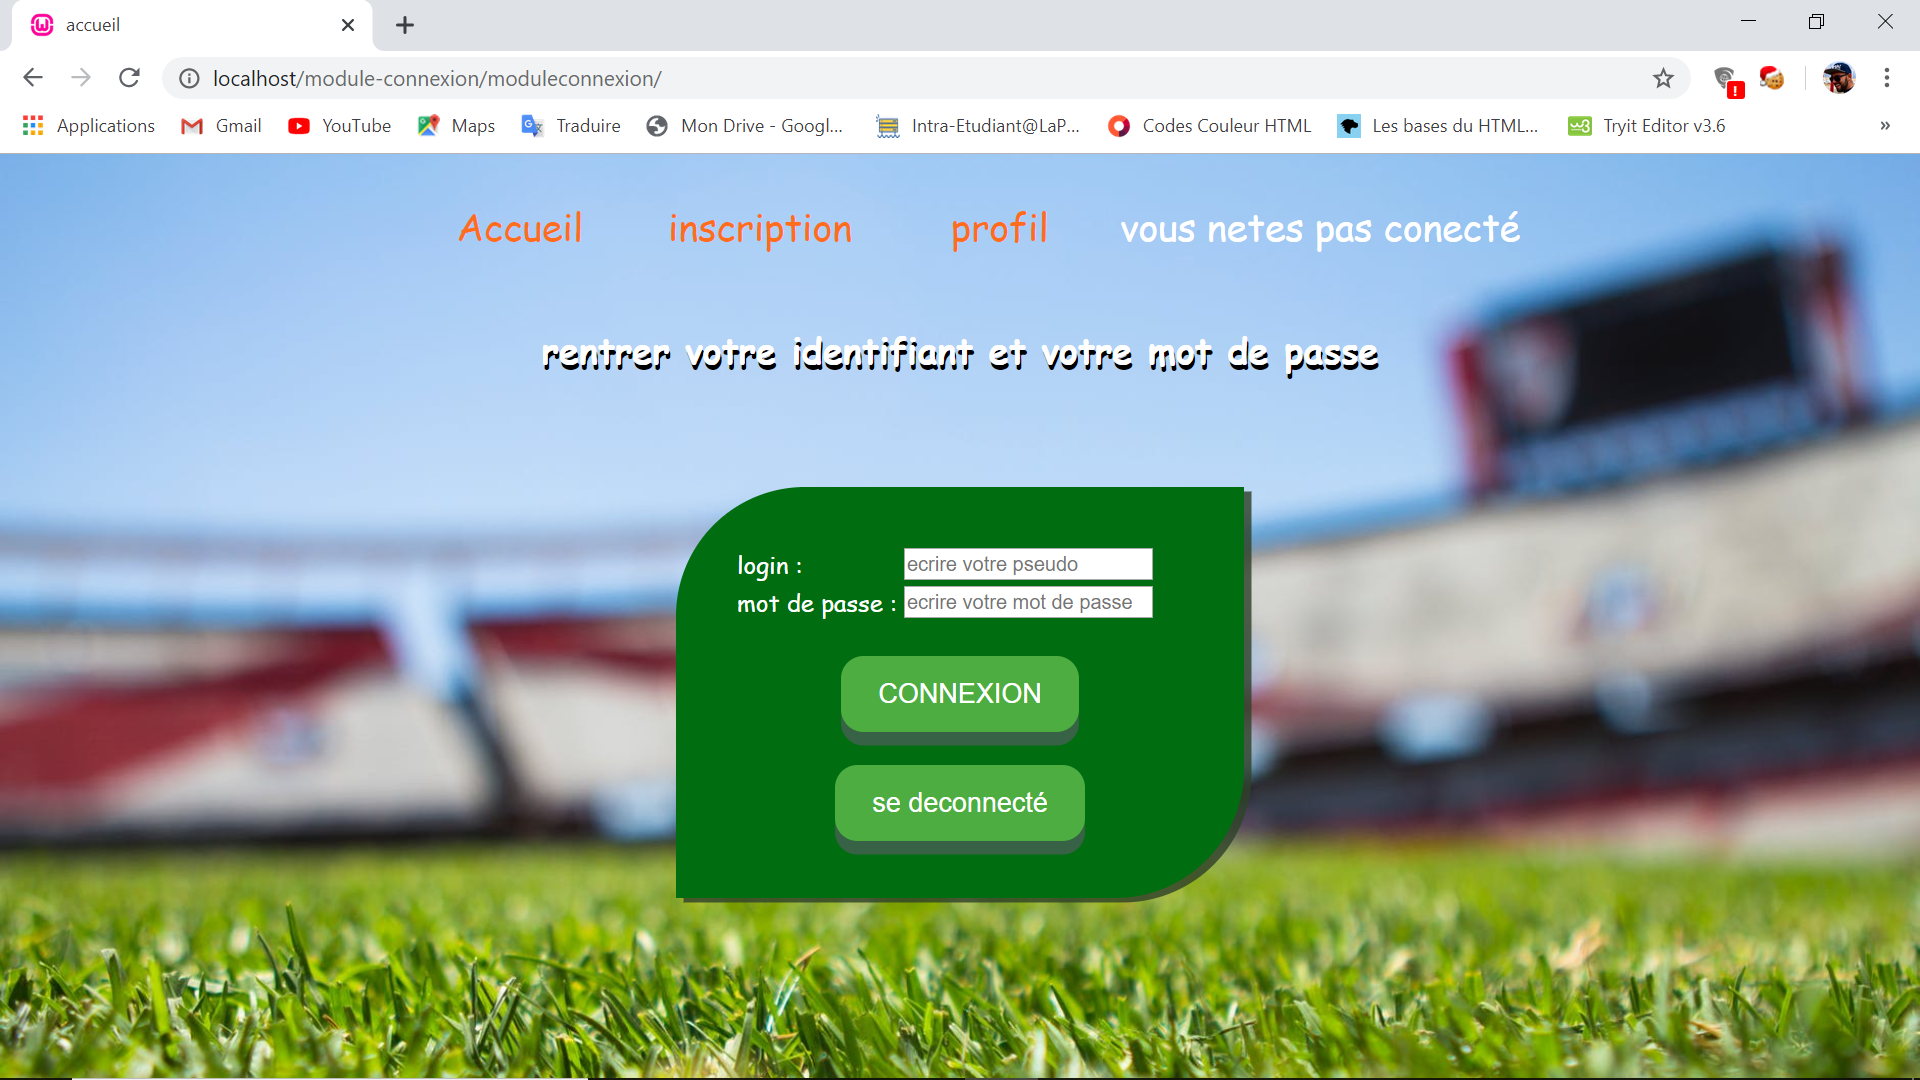 accueil
localhost/module-connexion/moduleconnexion/
Applications Gmail YouTube Maps Traduire Mon Drive - Googl... Intra-Etudiant@LaP... Codes Couleur HTML Les bases du HTML... Tryit Editor v3.6 »
Accueil inscription profil vous netes pas conecté
rentrer votre identifiant et votre mot de passe
login : ecrire votre pseudo
mot de passe : ecrire votre mot de passe
CONNEXION
se deconnecté